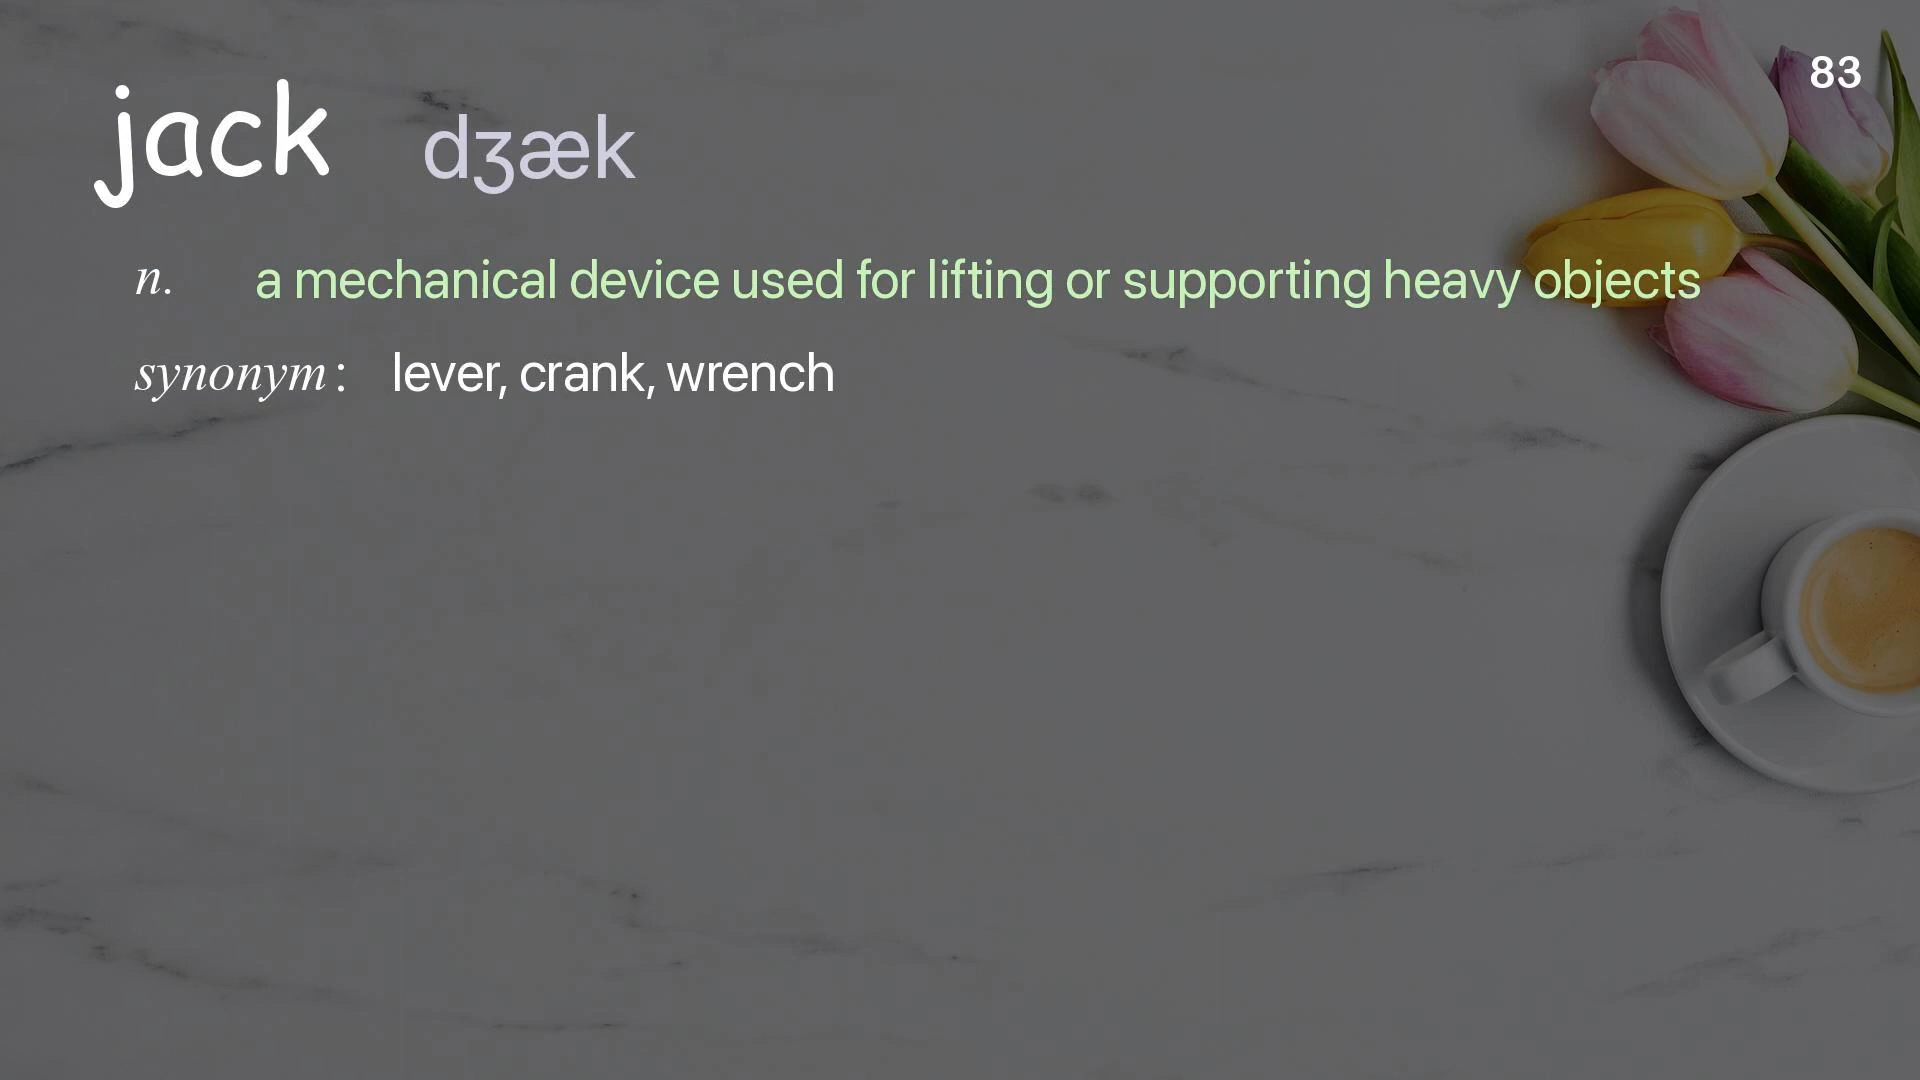 83
jack dʒæk
n. a mechanical device used for lifting or supporting heavy objects
synonym: lever, crank, wrench